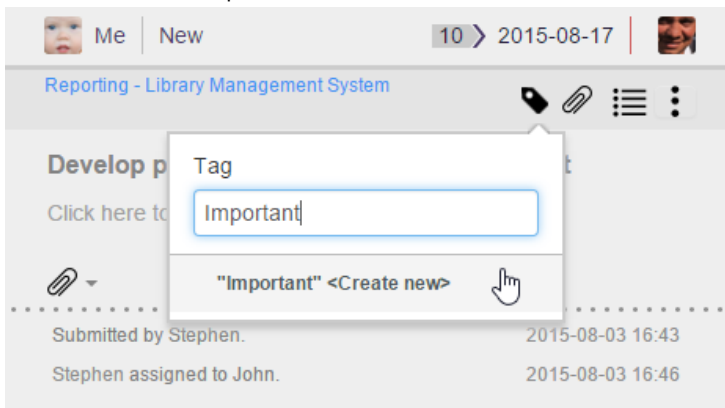 Me New 10 2015-08-17
Reporting - Library Management System
Develop p t
Tag
Click here to
Important
"Important" <Create new>
Submitted by Stephen. 2015-08-03 16:43
Stephen assigned to John. 2015-08-03 16:46